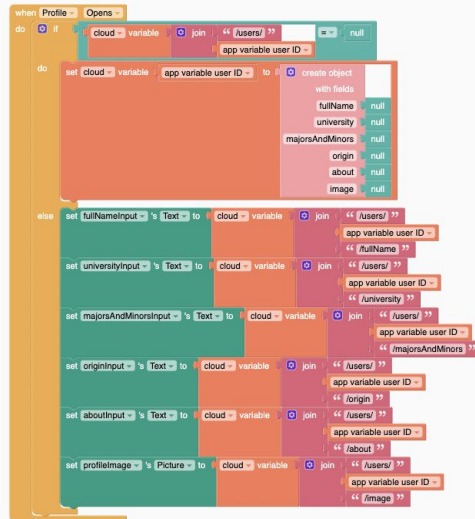 when Profile Opens
do if cloud variable join “ /users/ ” = null
app variable user ID
do set cloud variable app variable user ID to create object
with fields
fullName null
university null
majorsAndMinors null
origin null
about null
image null
else set fullNameInput 's Text to cloud variable join “ /users/ ”
app variable user ID
“ /fullName ”
set universityInput 's Text to cloud variable join “ /users/ ”
app variable user ID
“ /university ”
set majorsAndMinorsInput 's Text to cloud variable join “ /users/ ”
app variable user ID
“ /majorsAndMinors ”
set originInput 's Text to cloud variable join “ /users/ ”
app variable user ID
“ /origin ”
set aboutInput 's Text to cloud variable join “ /users/ ”
app variable user ID
“ /about ”
set profileImage 's Picture to cloud variable join “ /users/ ”
app variable user ID
“ /image ”